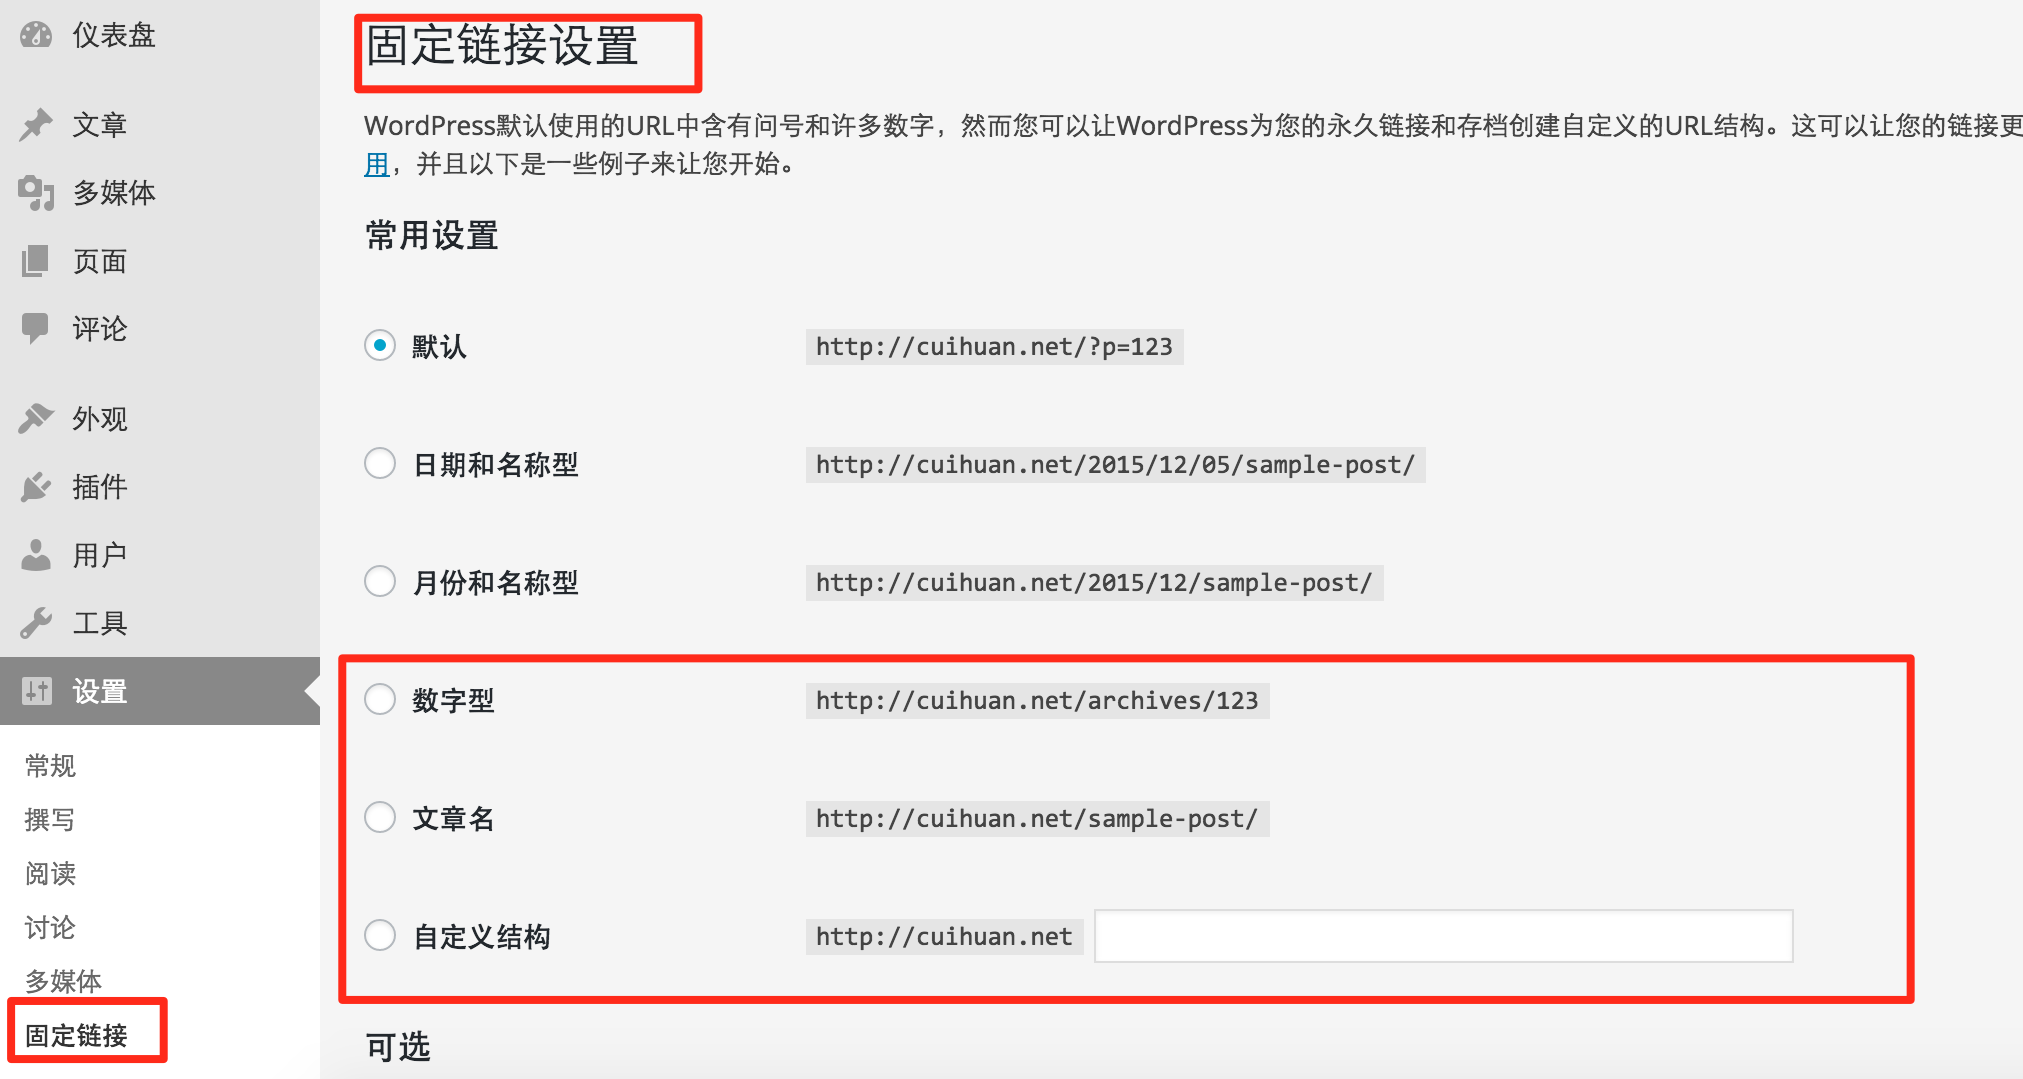 仪表盘
文章
多媒体
页面
评论
外观
插件
用户
工具
设置
常规
撰写
阅读
讨论
多媒体
固定链接
固定链接设置
WordPress默认使用的URL中含有问号和许多数字，然而您可以让WordPress为您的永久链接和存档创建自定义的URL结构。这可以让您的链接更
用，并且以下是一些例子来让您开始。
常用设置
默认 http://cuihuan.net/?p=123
日期和名称型 http://cuihuan.net/2015/12/05/sample-post/
月份和名称型 http://cuihuan.net/2015/12/sample-post/
数字型 http://cuihuan.net/archives/123
文章名 http://cuihuan.net/sample-post/
自定义结构 http://cuihuan.net
可选